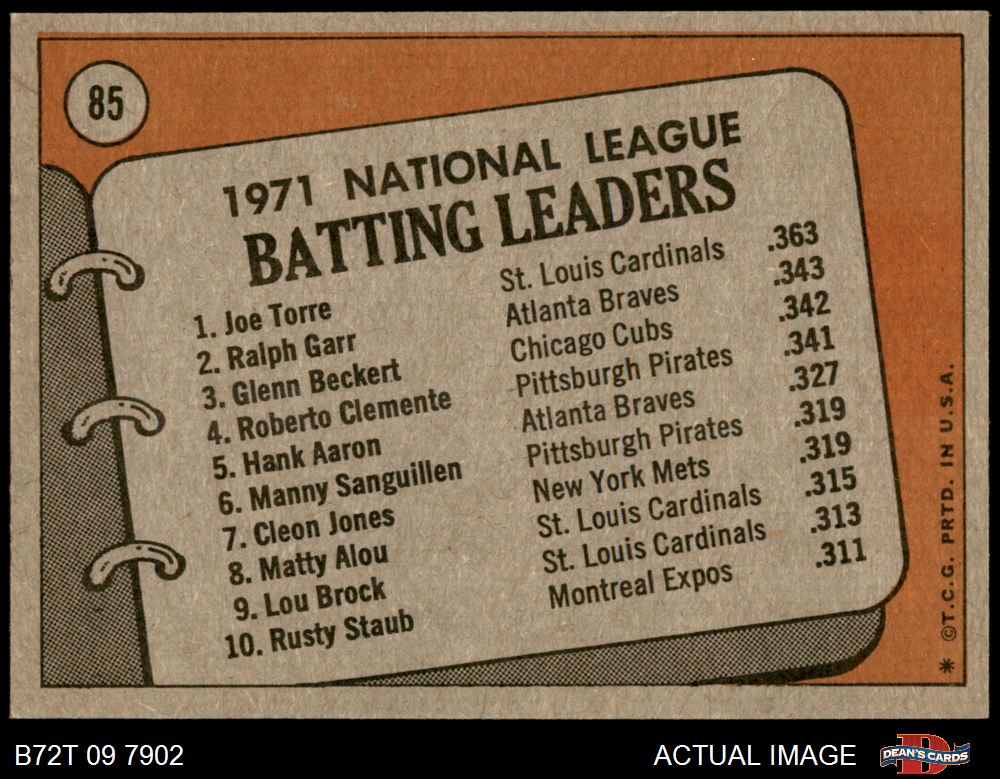 85
1971 NATIONAL LEAGUE
BATTING LEADERS
1. Joe Torre St. Louis Cardinals .363
2. Ralph Garr Atlanta Braves .343
3. Glenn Beckert Chicago Cubs .342
4. Roberto Clemente Pittsburgh Pirates .341
5. Hank Aaron Atlanta Braves .327
6. Manny Sanguillen Pittsburgh Pirates .319
7. Cleon Jones New York Mets .319
8. Matty Alou St. Louis Cardinals .315
9. Lou Brock St. Louis Cardinals .313
10. Rusty Staub Montreal Expos .311
* ©T.C.G. PRTD. IN U.S.A.
B72T 09 7902 ACTUAL IMAGE DEAN'S CARDS